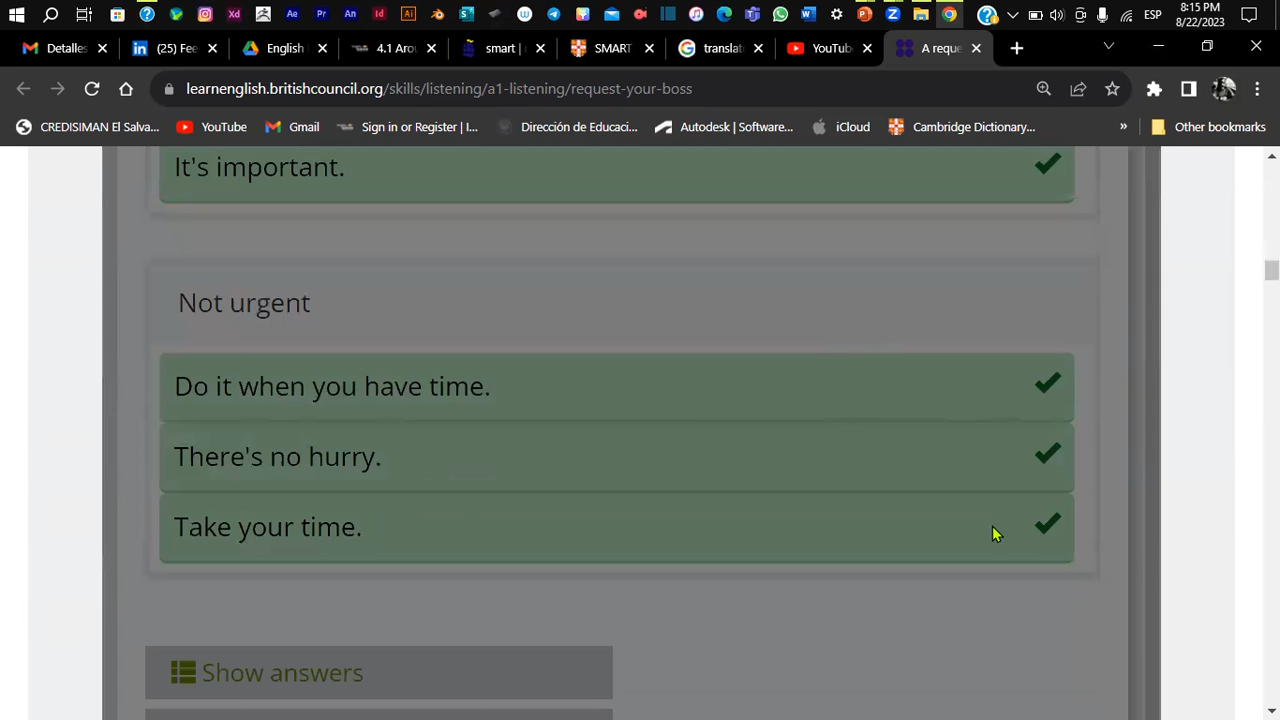 8:15 PM
ESP
8/22/2023
Detalles
(25) Fee
English
4.1 Arou
smart |
SMART
translat
YouTub
A reque
learnenglish.britishcouncil.org/skills/listening/a1-listening/request-your-boss
CREDISIMAN El Salva...
YouTube
Gmail
Sign in or Register | I...
Dirección de Educaci...
Autodesk | Software...
iCloud
Cambridge Dictionary...
»
Other bookmarks
It's important.
Not urgent
Do it when you have time.
There's no hurry.
Take your time.
Show answers